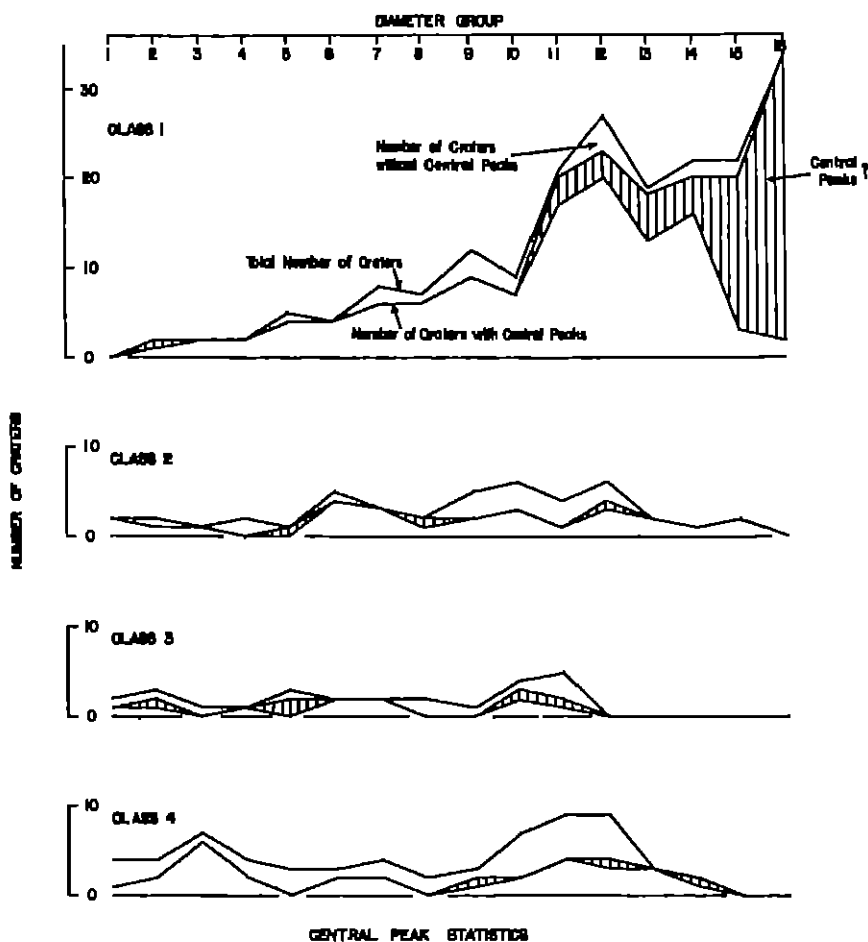 DIAMETER GROUP
1 2 3 4 5 6 7 8 9 10 11 12 13 14 15 16
30
CLASS 1
Number of Craters
without Central Peaks
Central
Peaks ?
20
Total Number of Craters
10
Number of Craters with Central Peaks
0
NUMBER OF CRATERS
10
CLASS 2
0
10
CLASS 3
0
10
CLASS 4
0
CENTRAL PEAK STATISTICS